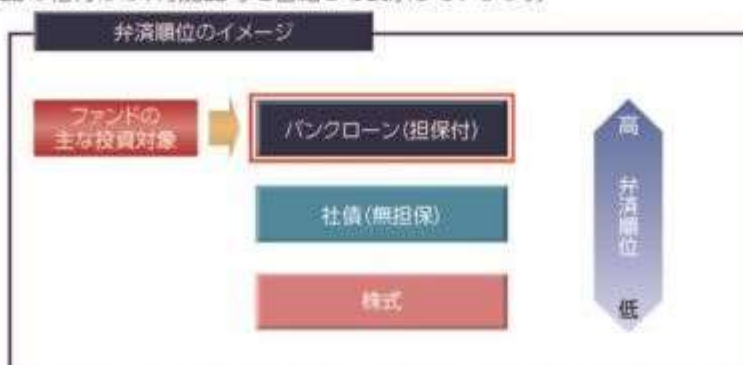 弁済順位のイメージ
ファンドの
主な投資対象
バンクローン(担保付)
社債(無担保)
株式
高
弁済順位
低